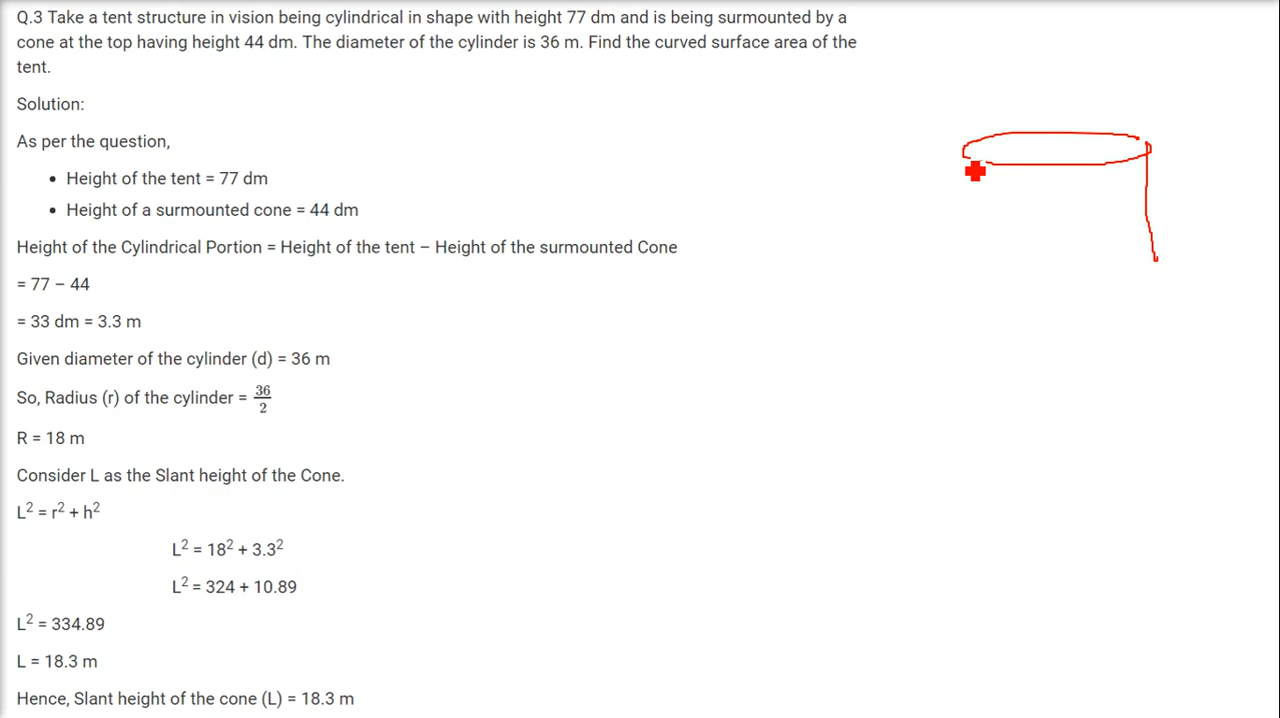 Q.3 Take a tent structure in vision being cylindrical in shape with height 77 dm and is being surmounted by a
cone at the top having height 44 dm. The diameter of the cylinder is 36 m. Find the curved surface area of the
tent.
Solution:
As per the question,
• Height of the tent = 77 dm
• Height of a surmounted cone = 44 dm
Height of the Cylindrical Portion = Height of the tent – Height of the surmounted Cone
= 77 – 44
= 33 dm = 3.3 m
Given diameter of the cylinder (d) = 36 m
So, Radius (r) of the cylinder = 36/2
R = 18 m
Consider L as the Slant height of the Cone.
L² = r² + h²
L² = 18² + 3.3²
L² = 324 + 10.89
L² = 334.89
L = 18.3 m
Hence, Slant height of the cone (L) = 18.3 m